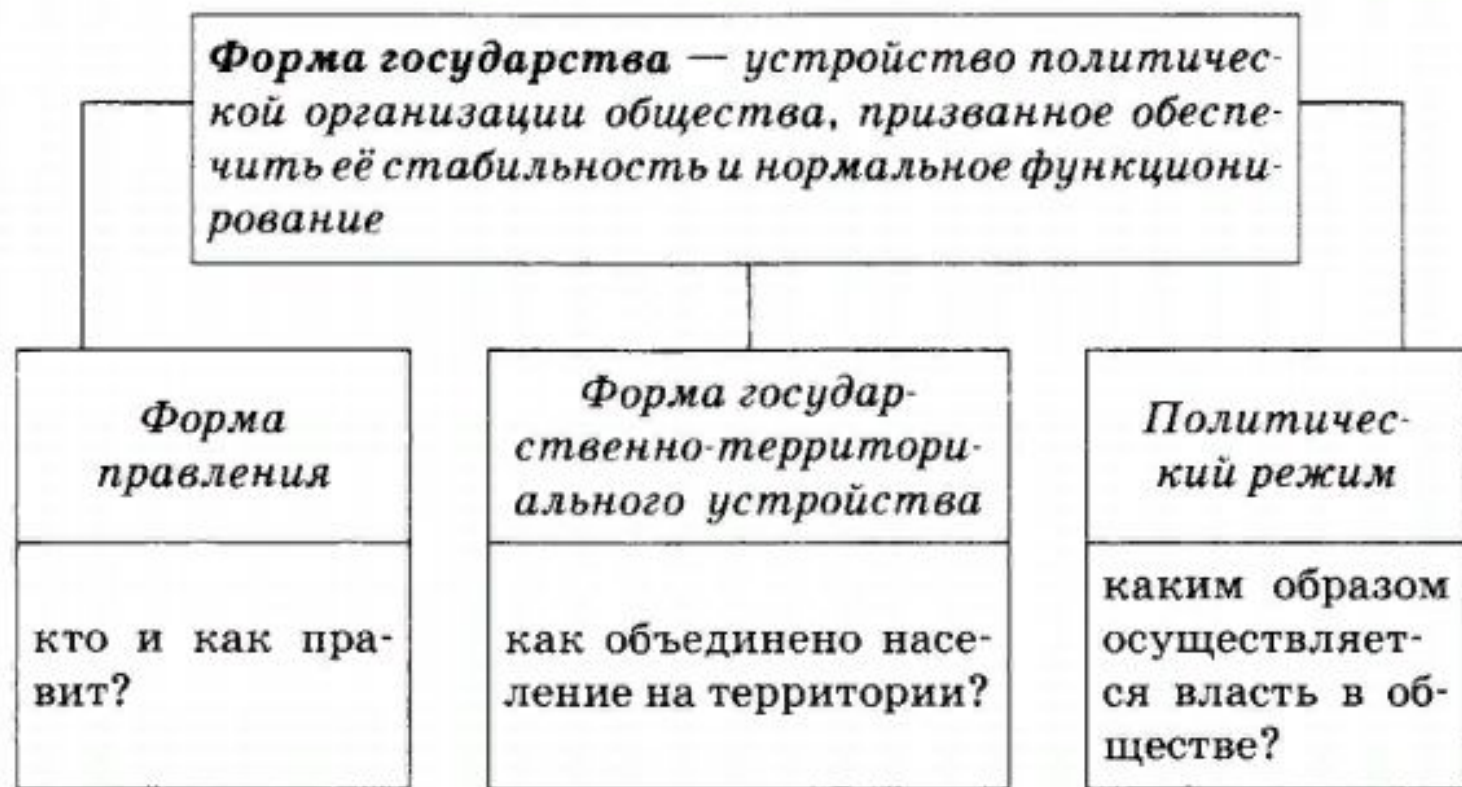 Форма государства — устройство политичес-
кой организации общества, призванное обеспе-
чить её стабильность и нормальное функциони-
рование
Форма
правления
Форма государ-
ственно-территори-
ального устройства
Политичес-
кий режим
кто и как пра-
вит?
как объединено насе-
ление на территории?
каким образом
осуществляет-
ся власть в об-
ществе?